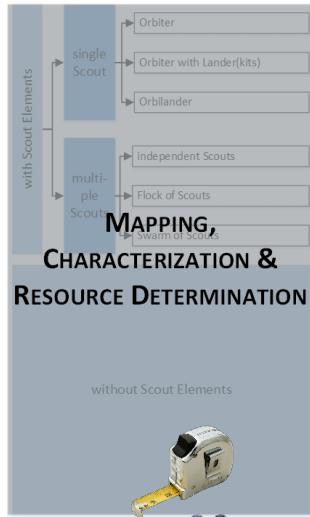 with Scout Elements
single
Scout
Orbiter
Orbiter with Lander(kits)
Orbilander
multi-
ple
Scouts
independent Scouts
Flock of Scouts
Swarm of Scouts
MAPPING,
CHARACTERIZATION &
RESOURCE DETERMINATION
without Scout Elements